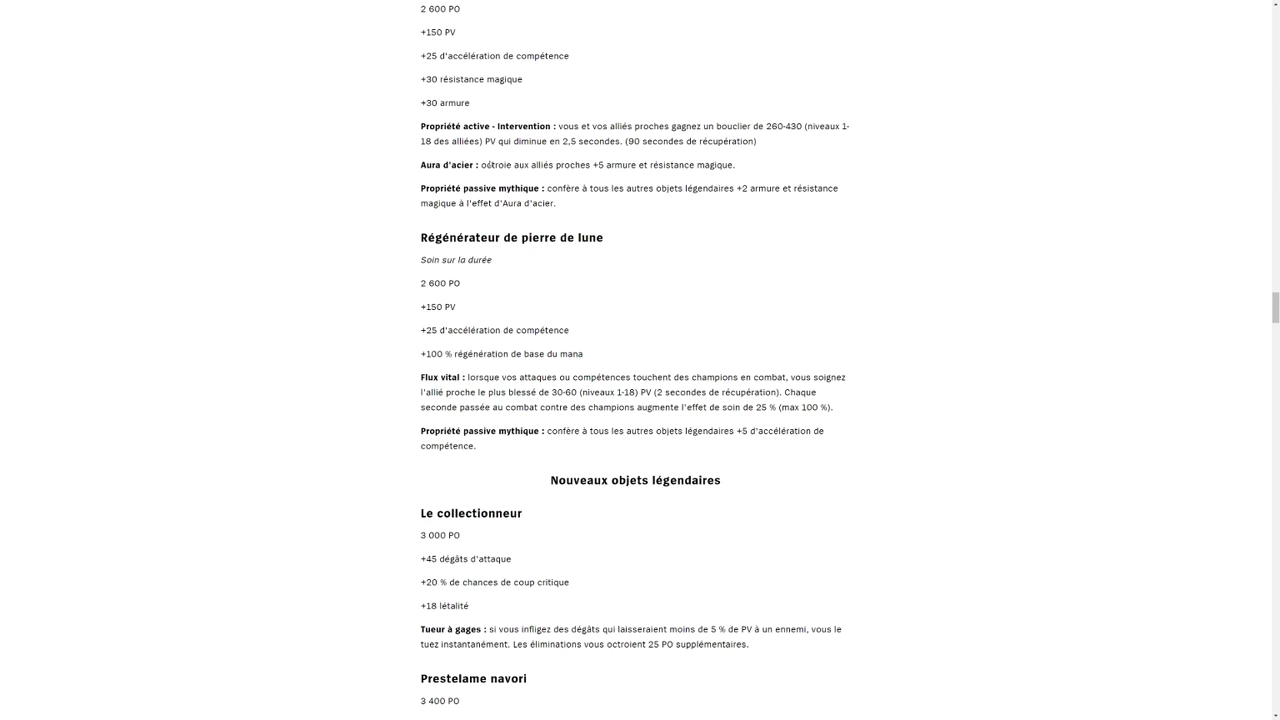 2 600 PO
+150 PV
+25 d'accélération de compétence
+30 résistance magique
+30 armure
Propriété active - Intervention : vous et vos alliés proches gagnez un bouclier de 260-430 (niveaux 1-
18 des alliées) PV qui diminue en 2,5 secondes. (90 secondes de récupération)
Aura d'acier : octroie aux alliés proches +5 armure et résistance magique.
Propriété passive mythique : confère à tous les autres objets légendaires +2 armure et résistance
magique à l'effet d'Aura d'acier.
Régénérateur de pierre de lune
Soin sur la durée
2 600 PO
+150 PV
+25 d'accélération de compétence
+100 % régénération de base du mana
Flux vital : lorsque vos attaques ou compétences touchent des champions en combat, vous soignez
l'allié proche le plus blessé de 30-60 (niveaux 1-18) PV (2 secondes de récupération). Chaque
seconde passée au combat contre des champions augmente l'effet de soin de 25 % (max 100 %).
Propriété passive mythique : confère à tous les autres objets légendaires +5 d'accélération de
compétence.
Nouveaux objets légendaires
Le collectionneur
3 000 PO
+45 dégâts d'attaque
+20 % de chances de coup critique
+18 létalité
Tueur à gages : si vous infligez des dégâts qui laisseraient moins de 5 % de PV à un ennemi, vous le
tuez instantanément. Les éliminations vous octroient 25 PO supplémentaires.
Prestelame navori
3 400 PO